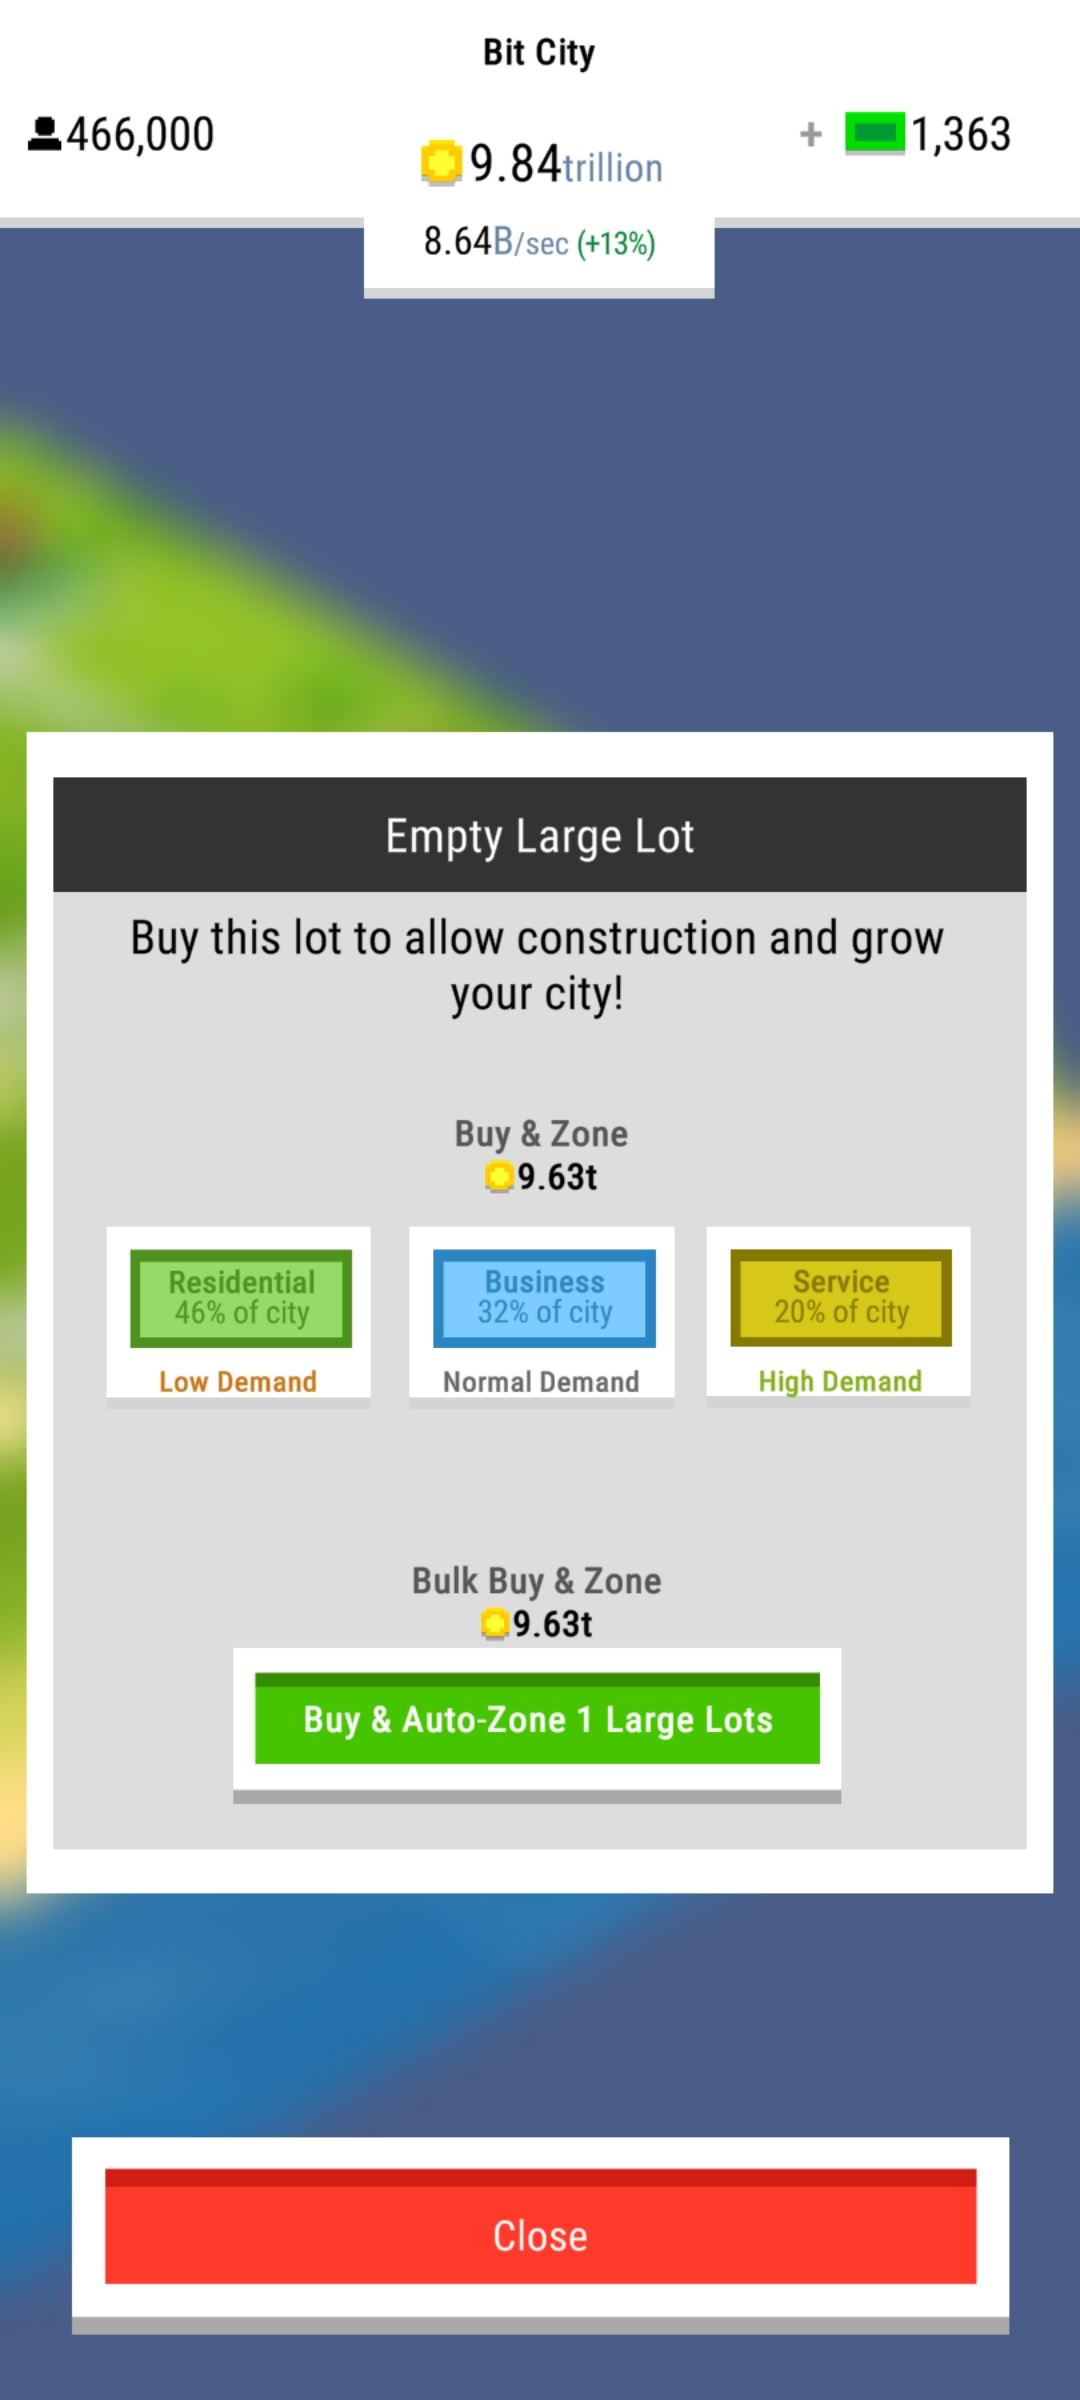 Bit City
466,000
9.84trillion
+ 1,363
8.64B/sec (+13%)
Empty Large Lot
Buy this lot to allow construction and grow
your city!
Buy & Zone
9.63t
Residential
46% of city
Low Demand
Business
32% of city
Normal Demand
Service
20% of city
High Demand
Bulk Buy & Zone
9.63t
Buy & Auto-Zone 1 Large Lots
Close